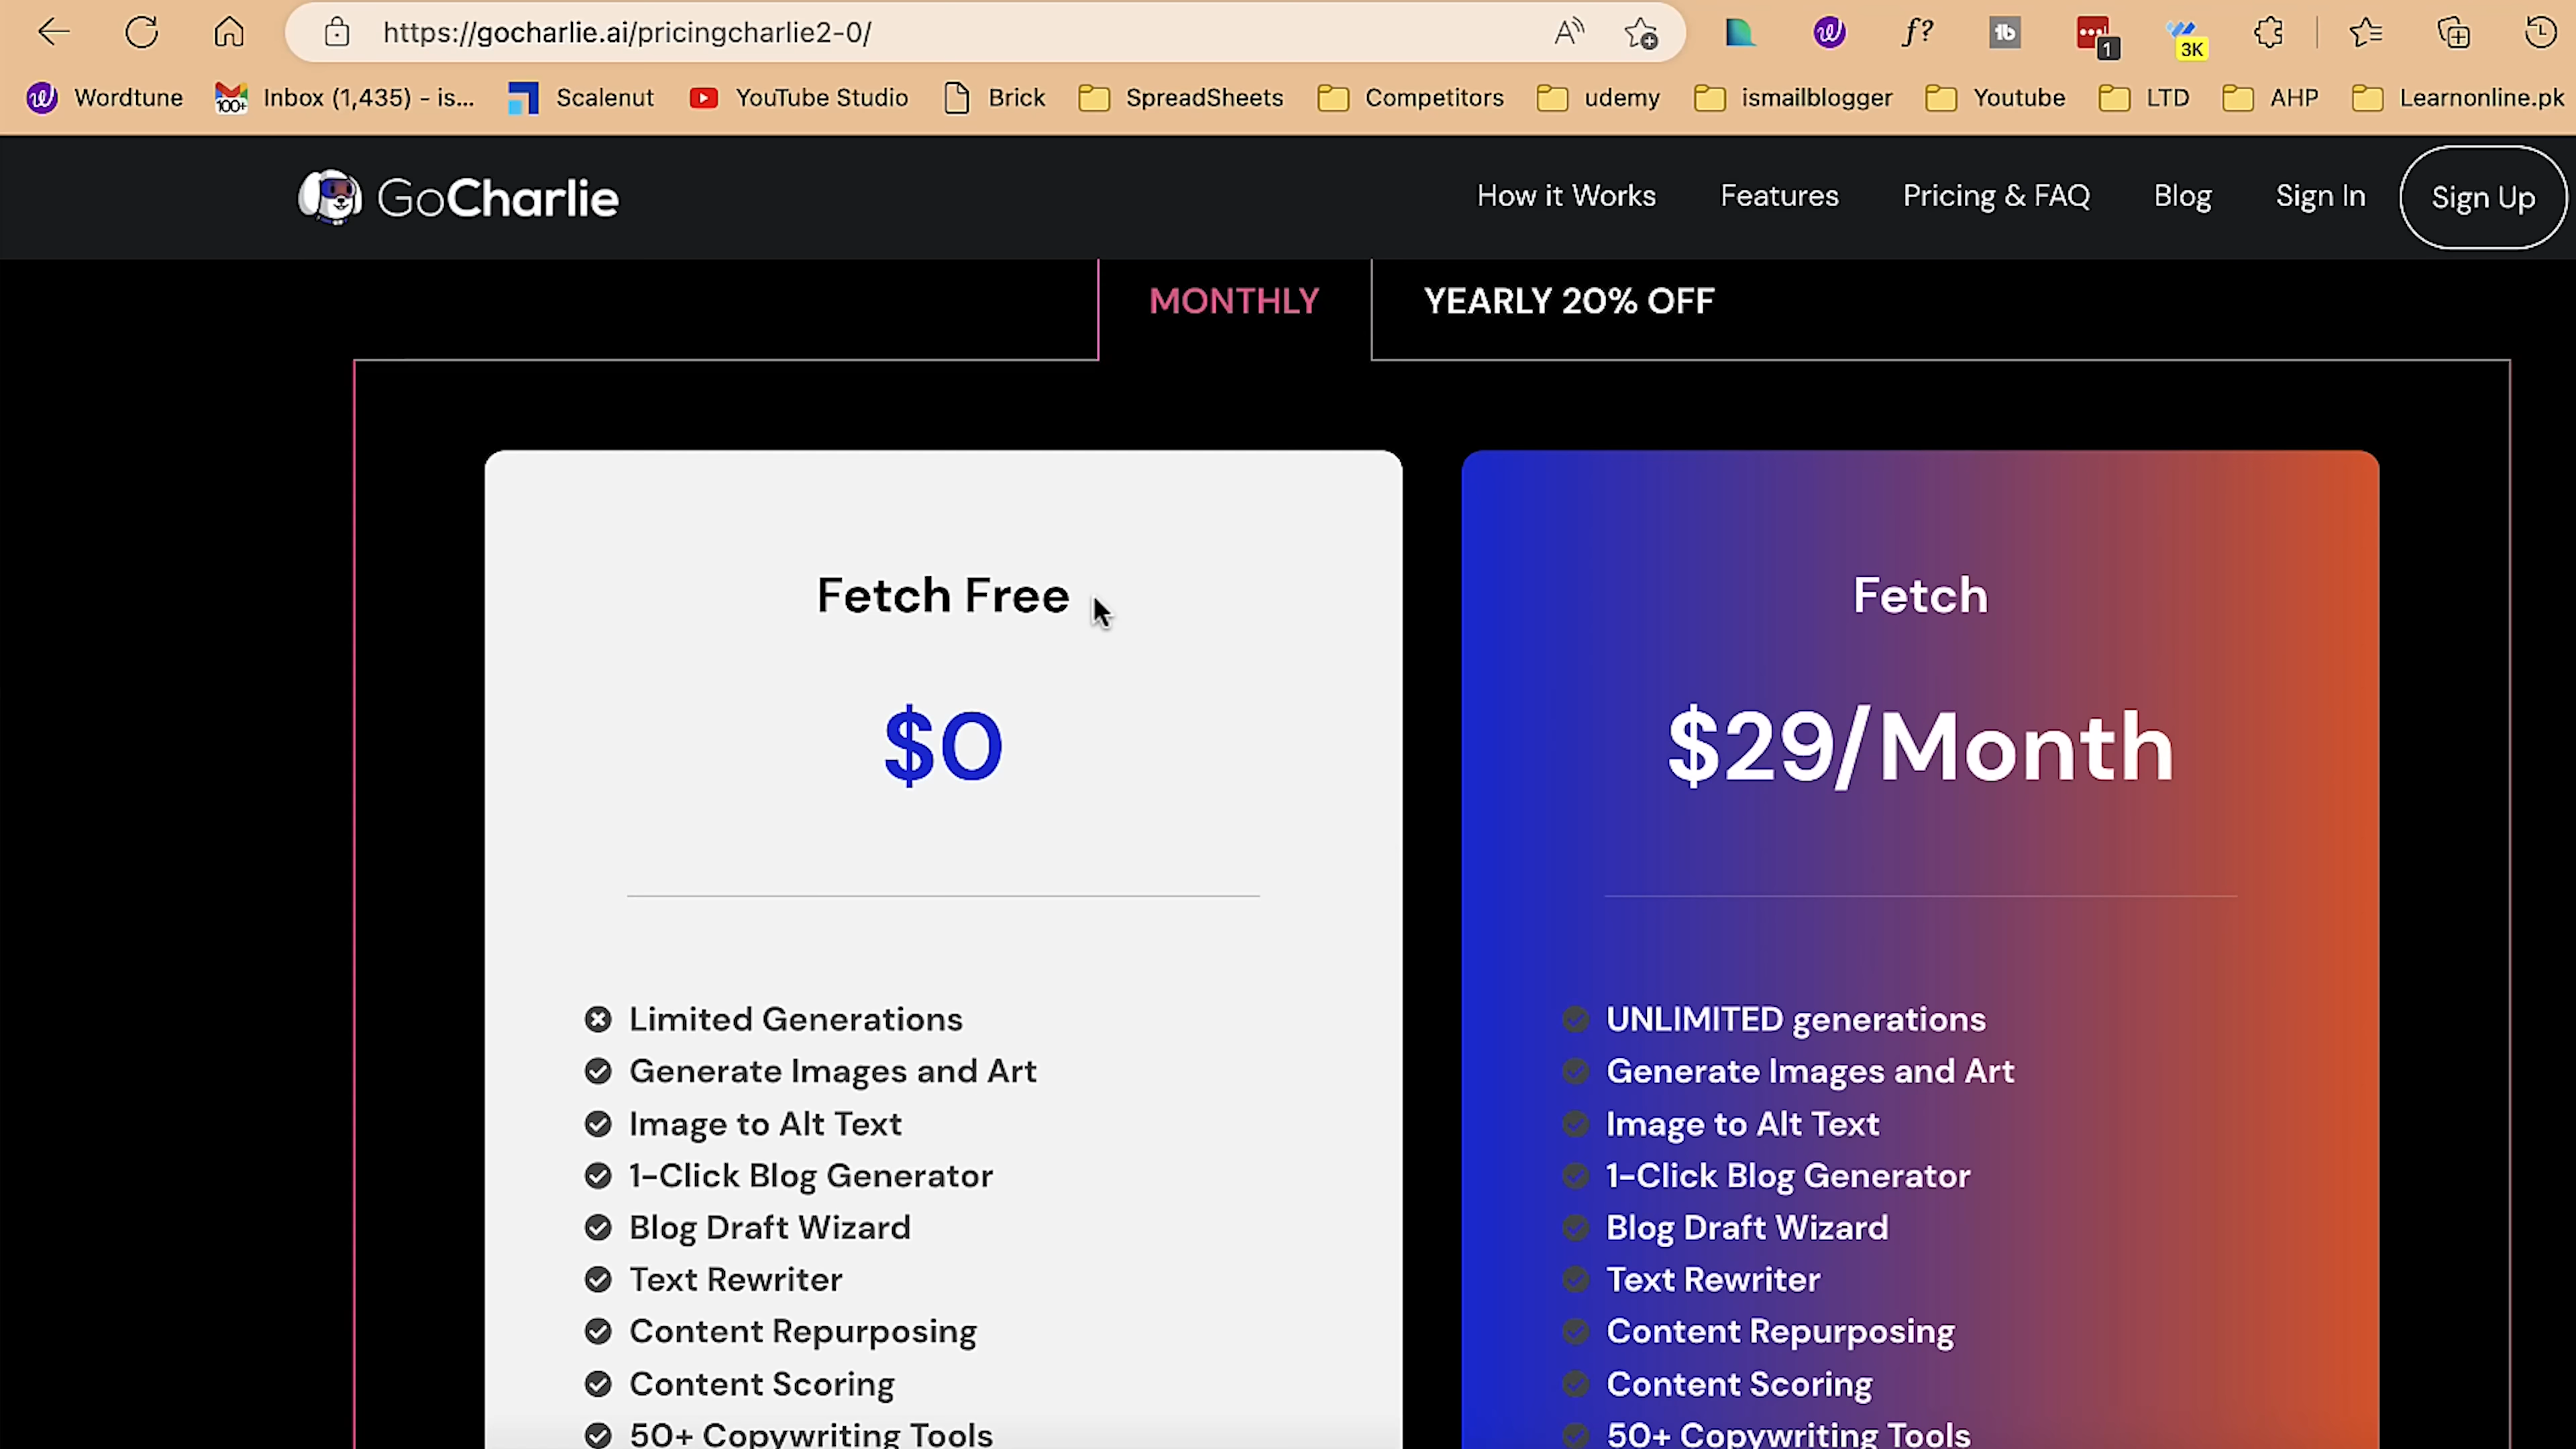 https://gocharlie.ai/pricingcharlie2-0/
1
3K
Wordtune
100+
Inbox (1,435) - is...
Scalenut
YouTube Studio
Brick
SpreadSheets
Competitors
udemy
ismailblogger
Youtube
LTD
AHP
Learnonline.pk
GoCharlie
How it Works
Features
Pricing & FAQ
Blog
Sign In
Sign Up
MONTHLY
YEARLY 20% OFF
Fetch Free
$0
Limited Generations
Generate Images and Art
Image to Alt Text
1-Click Blog Generator
Blog Draft Wizard
Text Rewriter
Content Repurposing
Content Scoring
50+ Copywriting Tools
Fetch
$29/Month
UNLIMITED generations
Generate Images and Art
Image to Alt Text
1-Click Blog Generator
Blog Draft Wizard
Text Rewriter
Content Repurposing
Content Scoring
50+ Copywriting Tools